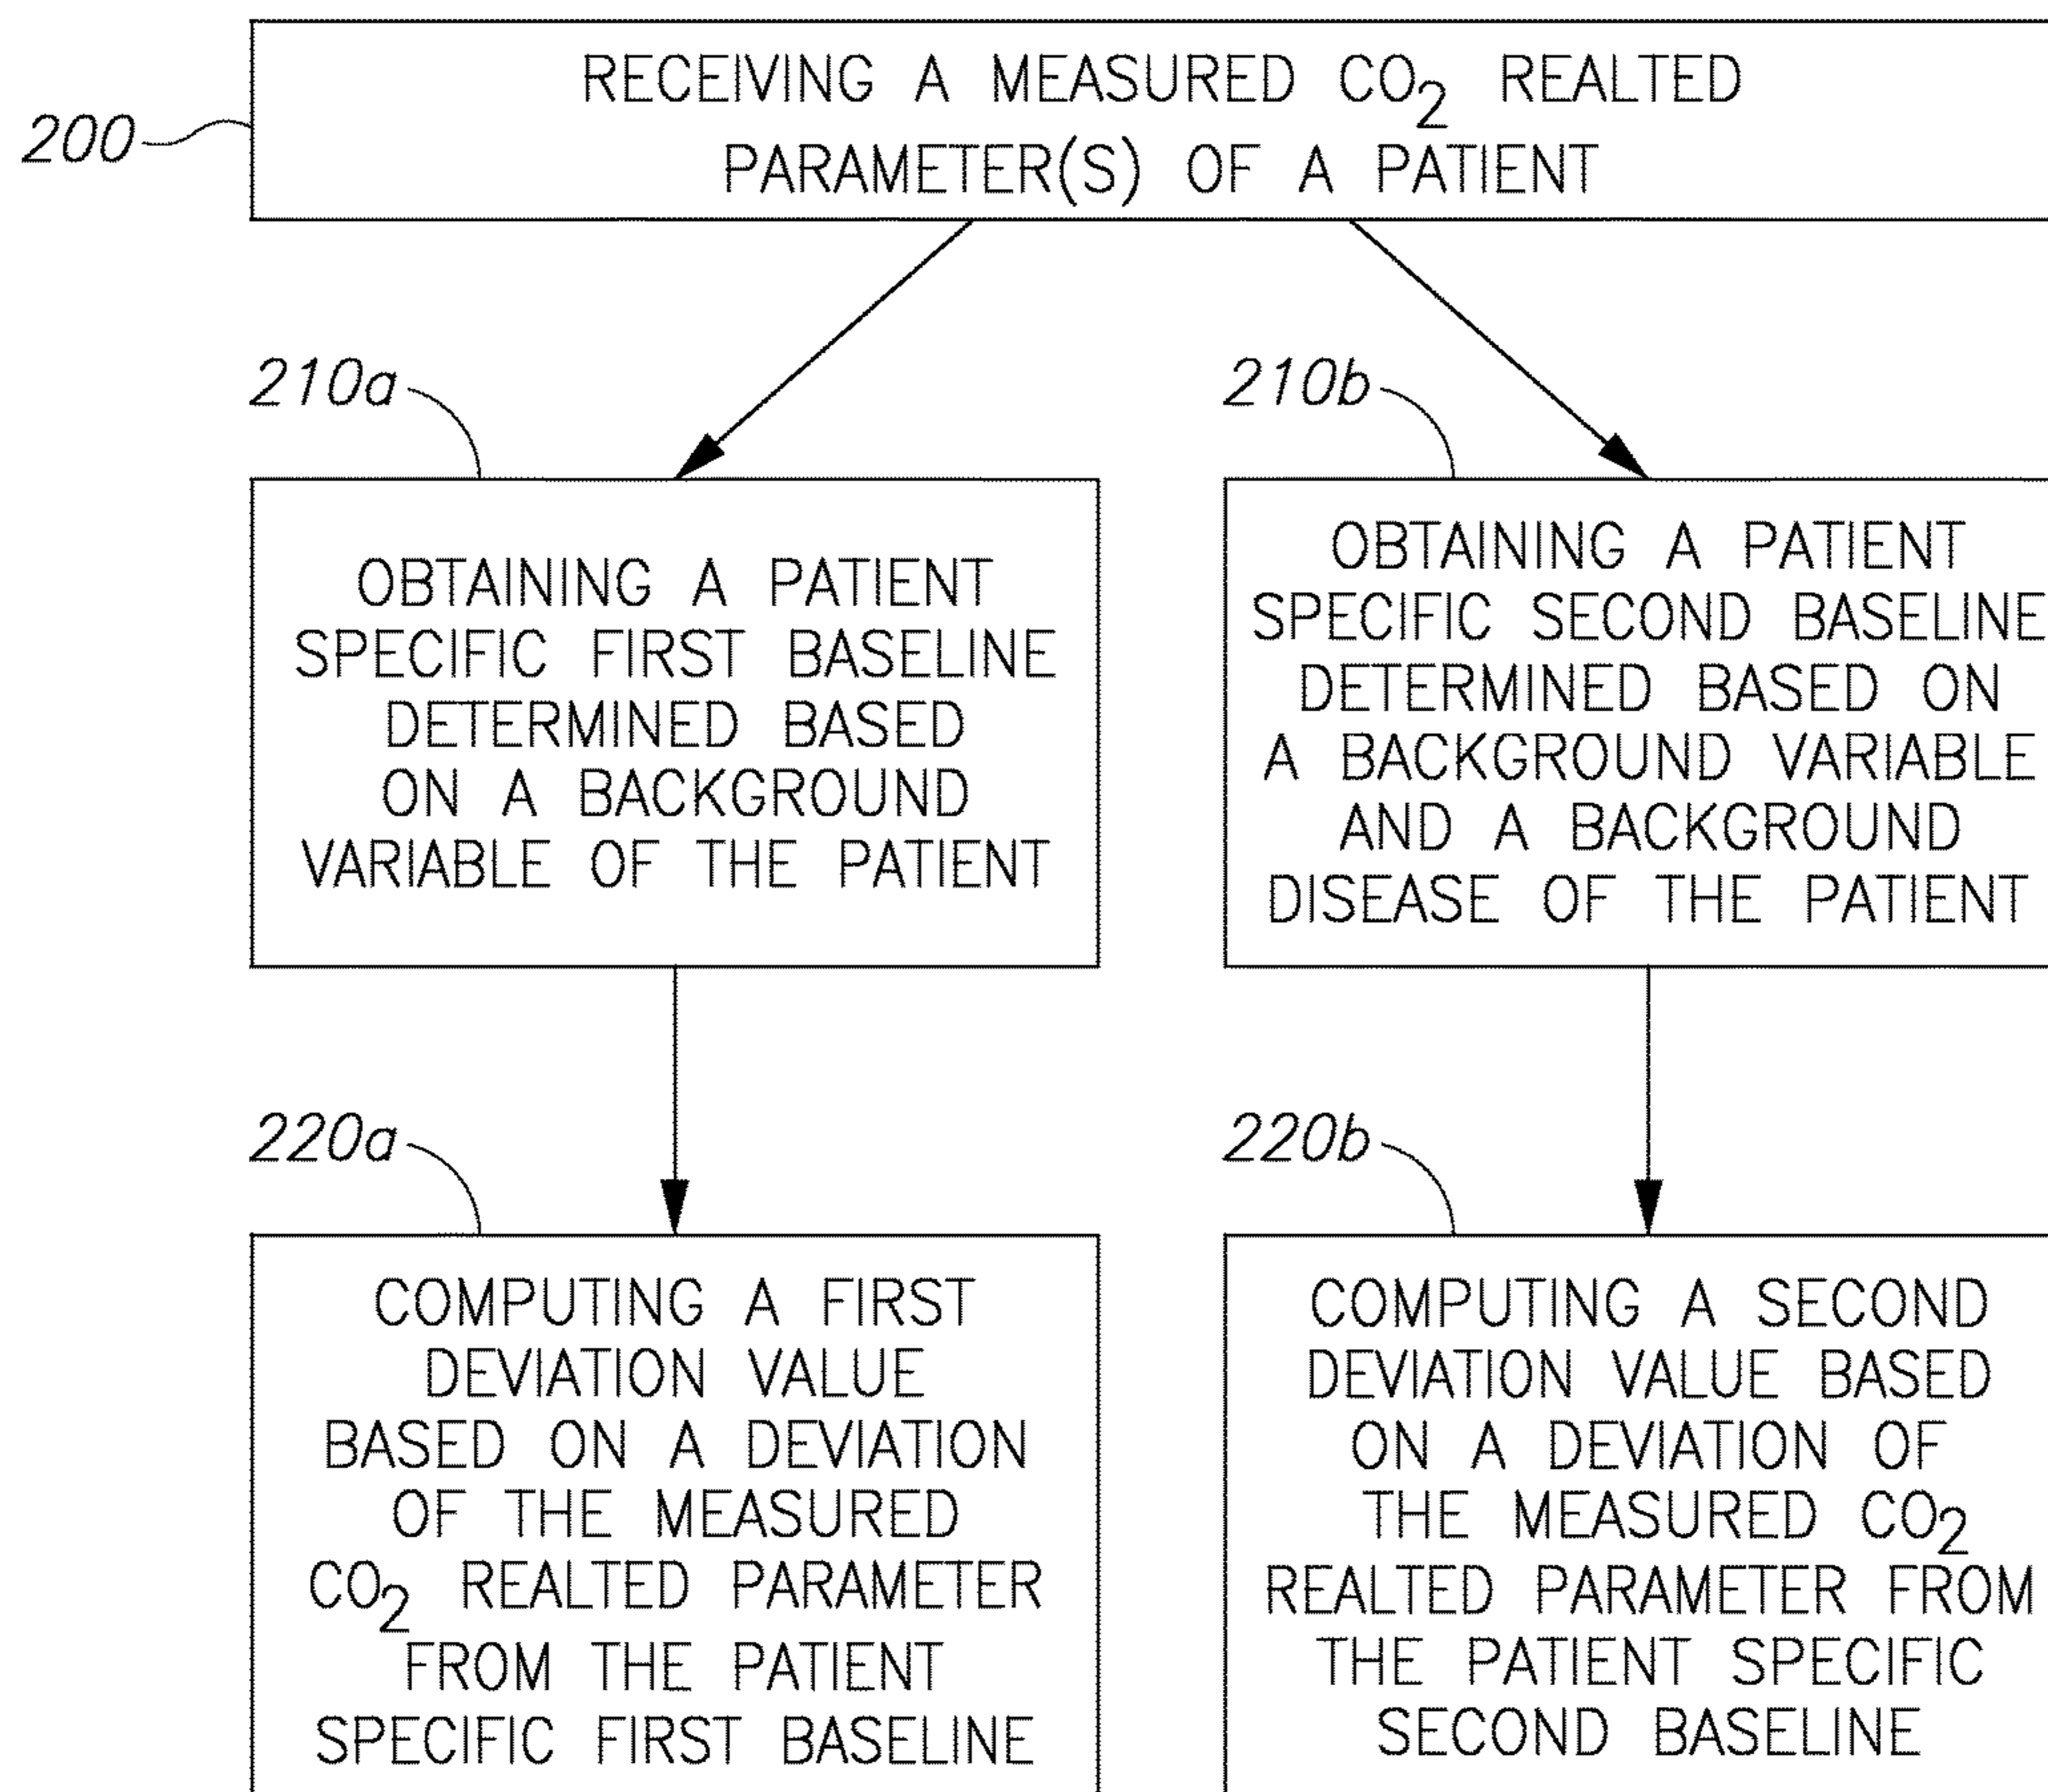 200
RECEIVING A MEASURED CO2 REALTED
PARAMETER(S) OF A PATIENT
210a
OBTAINING A PATIENT
SPECIFIC FIRST BASELINE
DETERMINED BASED
ON A BACKGROUND
VARIABLE OF THE PATIENT
210b
OBTAINING A PATIENT
SPECIFIC SECOND BASELINE
DETERMINED BASED ON
A BACKGROUND VARIABLE
AND A BACKGROUND
DISEASE OF THE PATIENT
220a
COMPUTING A FIRST
DEVIATION VALUE
BASED ON A DEVIATION
OF THE MEASURED
CO2 REALTED PARAMETER
FROM THE PATIENT
SPECIFIC FIRST BASELINE
220b
COMPUTING A SECOND
DEVIATION VALUE BASED
ON A DEVIATION OF
THE MEASURED CO2
REALTED PARAMETER FROM
THE PATIENT SPECIFIC
SECOND BASELINE